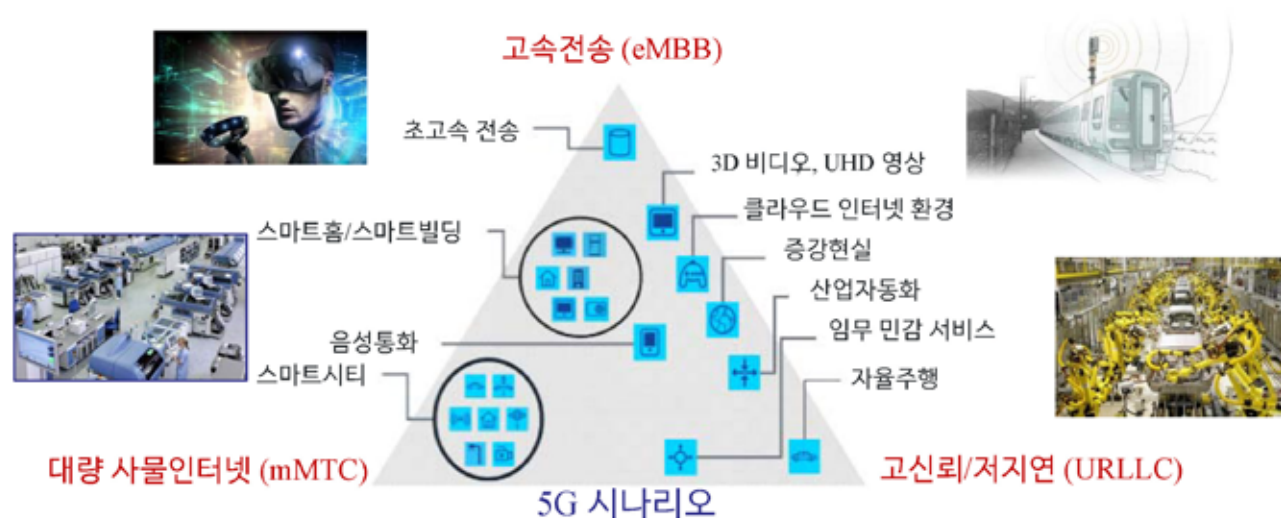 고속전송 (eMBB)
초고속 전송
3D 비디오, UHD 영상
클라우드 인터넷 환경
스마트홈/스마트빌딩
증강현실
산업자동화
임무 민감 서비스
음성통화
스마트시티
자율주행
대량 사물인터넷 (mMTC)
고신뢰/저지연 (URLLC)
5G 시나리오